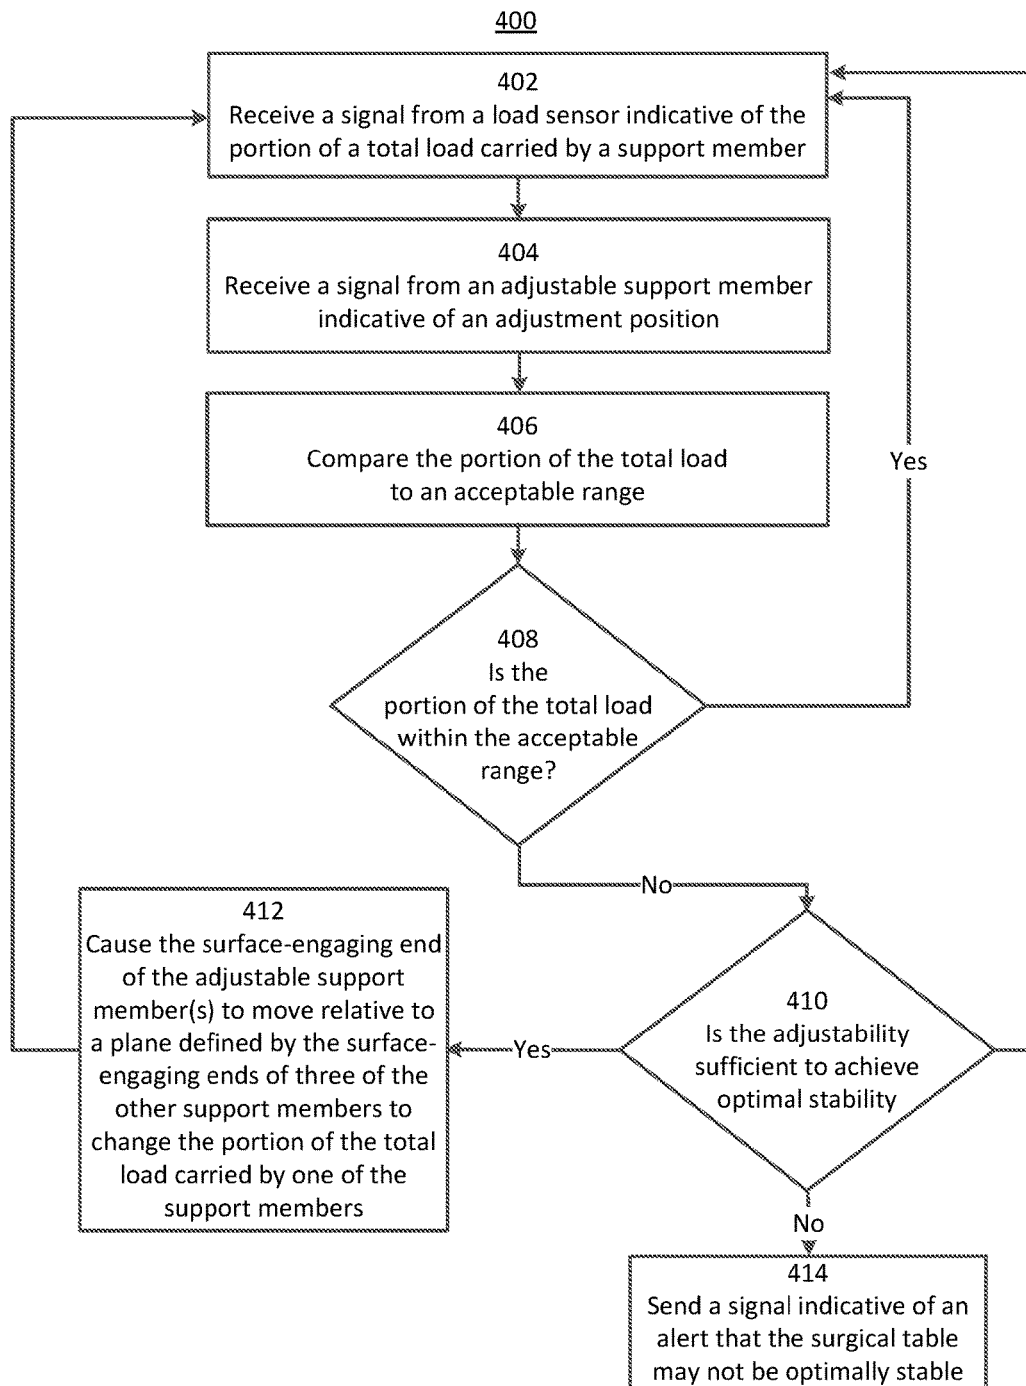 400
402
Receive a signal from a load sensor indicative of the
portion of a total load carried by a support member
404
Receive a signal from an adjustable support member
indicative of an adjustment position
406
Compare the portion of the total load
to an acceptable range
Yes
408
Is the
portion of the total load
within the acceptable
range?
No
412
Cause the surface-engaging end
of the adjustable support
member(s) to move relative to
a plane defined by the surface-
engaging ends of three of the
other support members to
change the portion of the total
load carried by one of the
support members
Yes
410
Is the adjustability
sufficient to achieve
optimal stability
No
414
Send a signal indicative of an
alert that the surgical table
may not be optimally stable